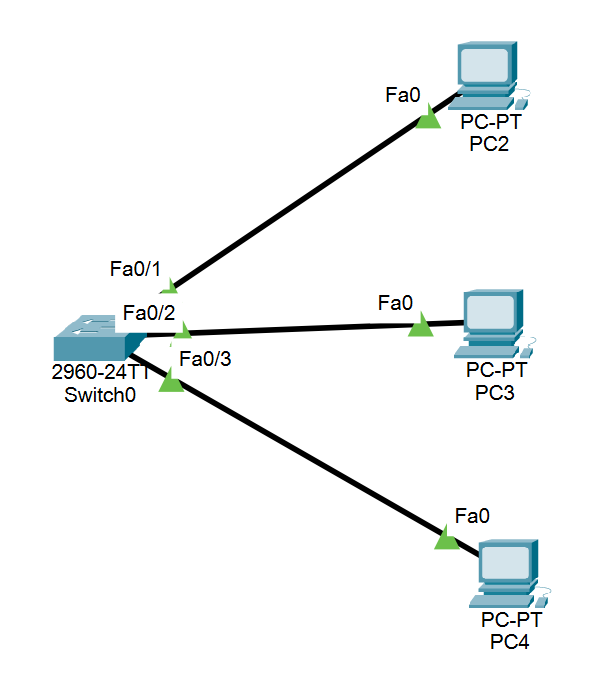 Fa0
PC-PT
PC2
Fa0/1
Fa0/2
Fa0
Fa0/3
2960-24TT
Switch0
PC-PT
PC3
Fa0
PC-PT
PC4